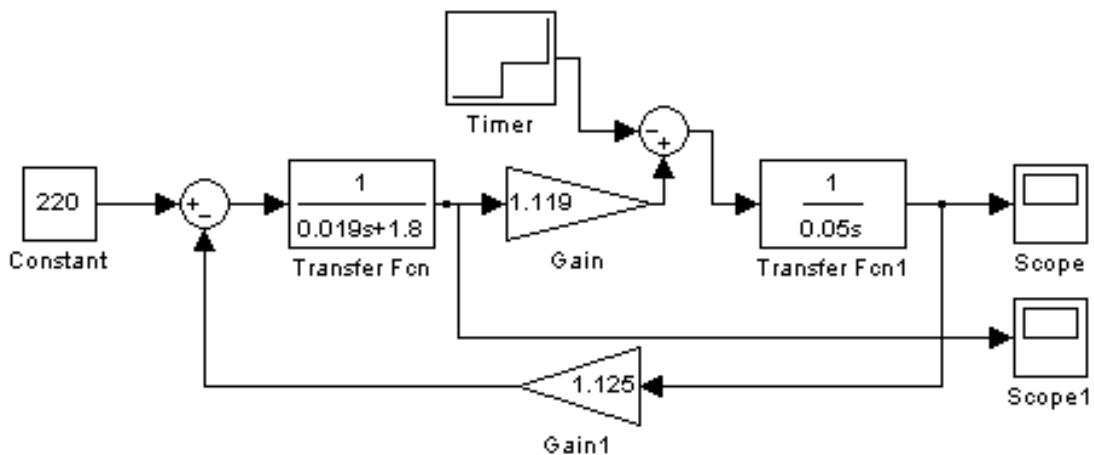 Timer
220
Constant
+
−
1
0.019s+1.8
Transfer Fcn
1.119
Gain
−
+
1
0.05s
Transfer Fcn1
Scope
Scope1
1.125
Gain1